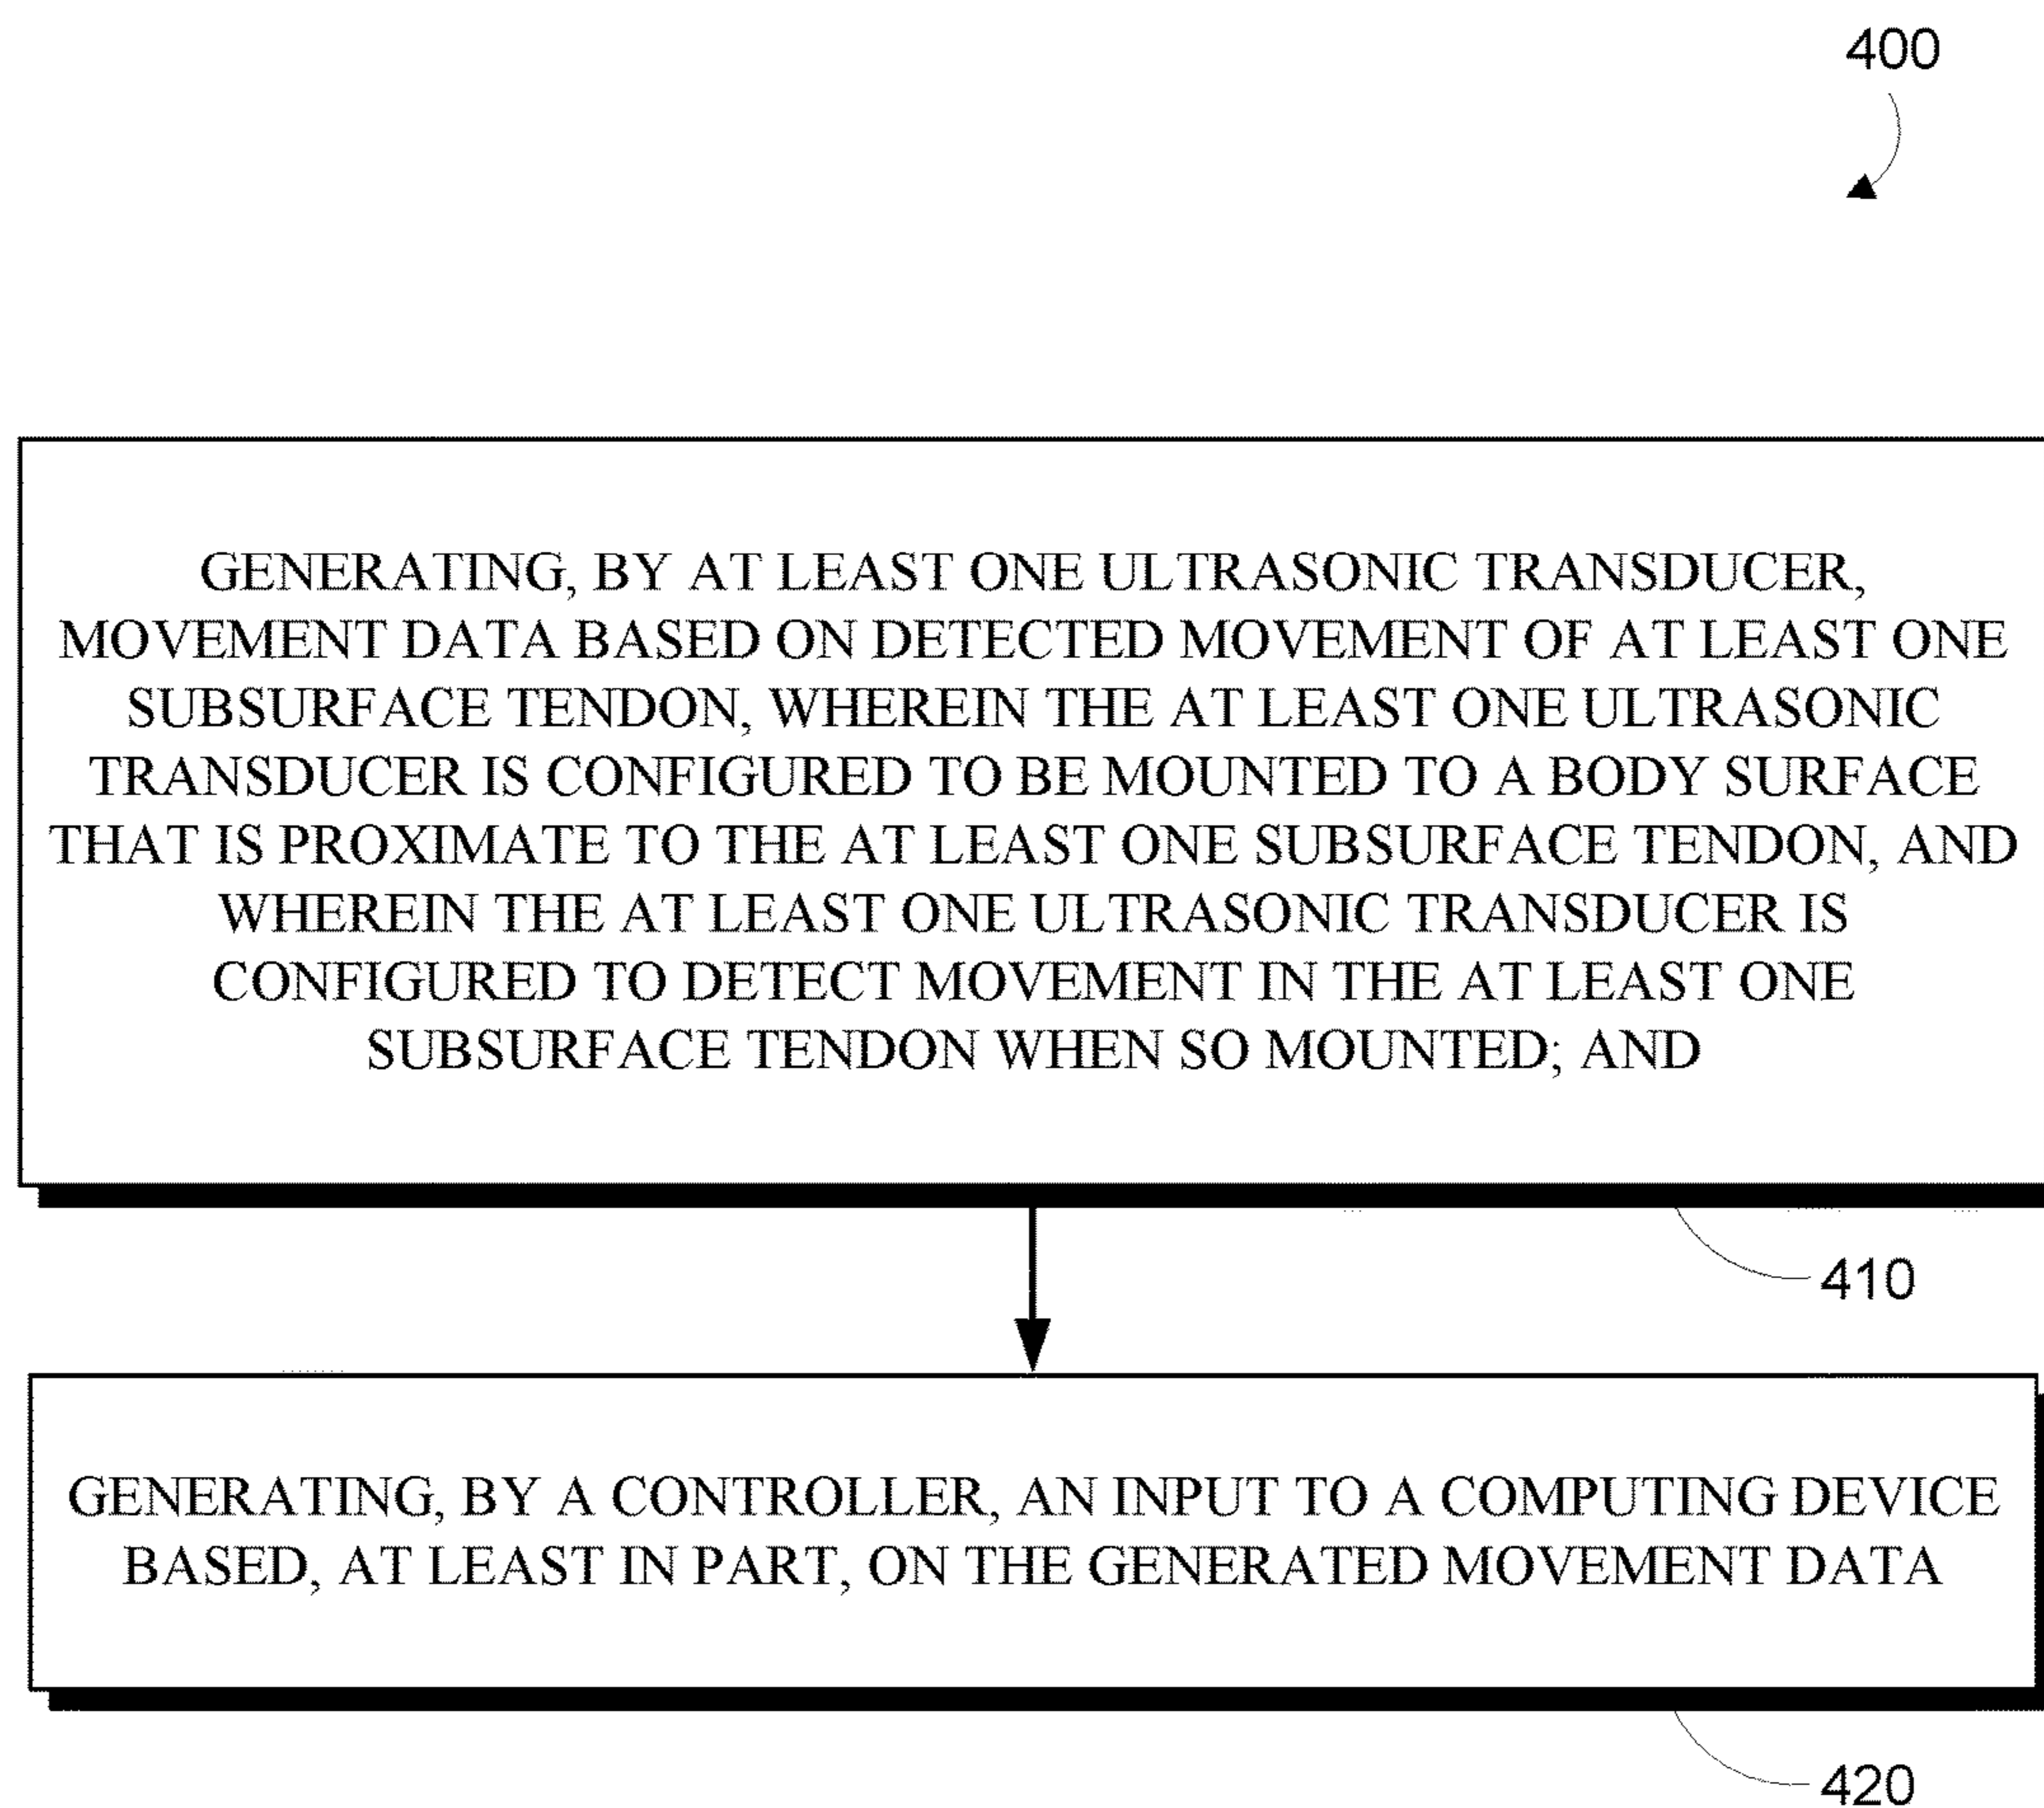 400
GENERATING, BY AT LEAST ONE ULTRASONIC TRANSDUCER,
MOVEMENT DATA BASED ON DETECTED MOVEMENT OF AT LEAST ONE
SUBSURFACE TENDON, WHEREIN THE AT LEAST ONE ULTRASONIC
TRANSDUCER IS CONFIGURED TO BE MOUNTED TO A BODY SURFACE
THAT IS PROXIMATE TO THE AT LEAST ONE SUBSURFACE TENDON, AND
WHEREIN THE AT LEAST ONE ULTRASONIC TRANSDUCER IS
CONFIGURED TO DETECT MOVEMENT IN THE AT LEAST ONE
SUBSURFACE TENDON WHEN SO MOUNTED; AND
410
GENERATING, BY A CONTROLLER, AN INPUT TO A COMPUTING DEVICE
BASED, AT LEAST IN PART, ON THE GENERATED MOVEMENT DATA
420